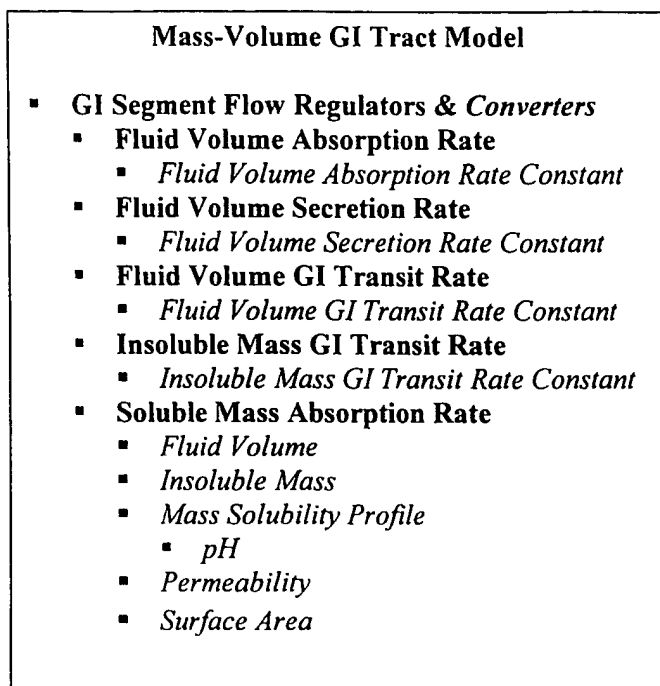 Mass-Volume GI Tract Model
▪ GI Segment Flow Regulators & Converters
▪ Fluid Volume Absorption Rate
▪ Fluid Volume Absorption Rate Constant
▪ Fluid Volume Secretion Rate
▪ Fluid Volume Secretion Rate Constant
▪ Fluid Volume GI Transit Rate
▪ Fluid Volume GI Transit Rate Constant
▪ Insoluble Mass GI Transit Rate
▪ Insoluble Mass GI Transit Rate Constant
▪ Soluble Mass Absorption Rate
▪ Fluid Volume
▪ Insoluble Mass
▪ Mass Solubility Profile
▪ pH
▪ Permeability
▪ Surface Area